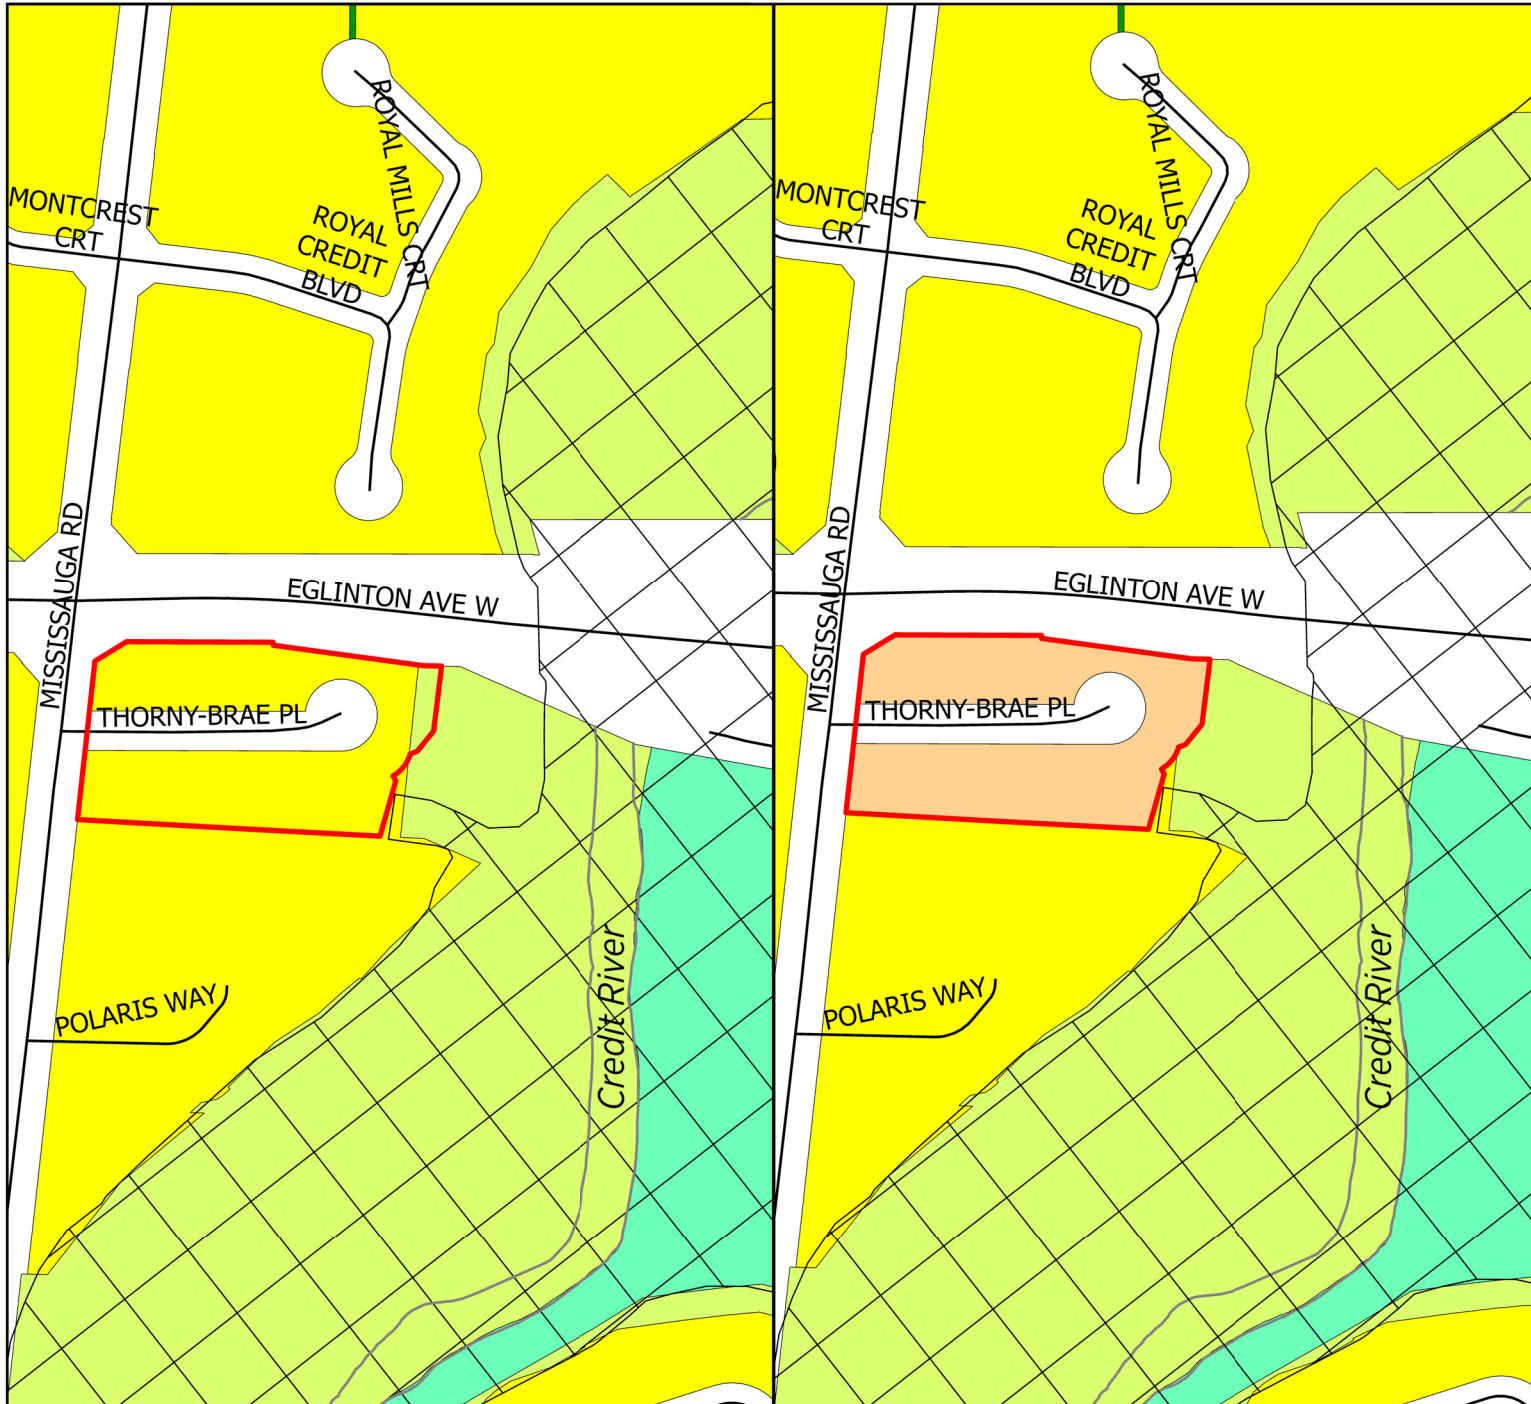 ROYAL MILLS CRT
MONTCREST
CRT
ROYAL
CREDIT
BLVD
MISSISSAUGA RD
EGLINTON AVE W
THORNY-BRAE PL
POLARIS WAY
Credit River
ROYAL MILLS CRT
MONTCREST
CRT
ROYAL
CREDIT
BLVD
MISSISSAUGA RD
EGLINTON AVE W
THORNY-BRAE PL
POLARIS WAY
Credit River